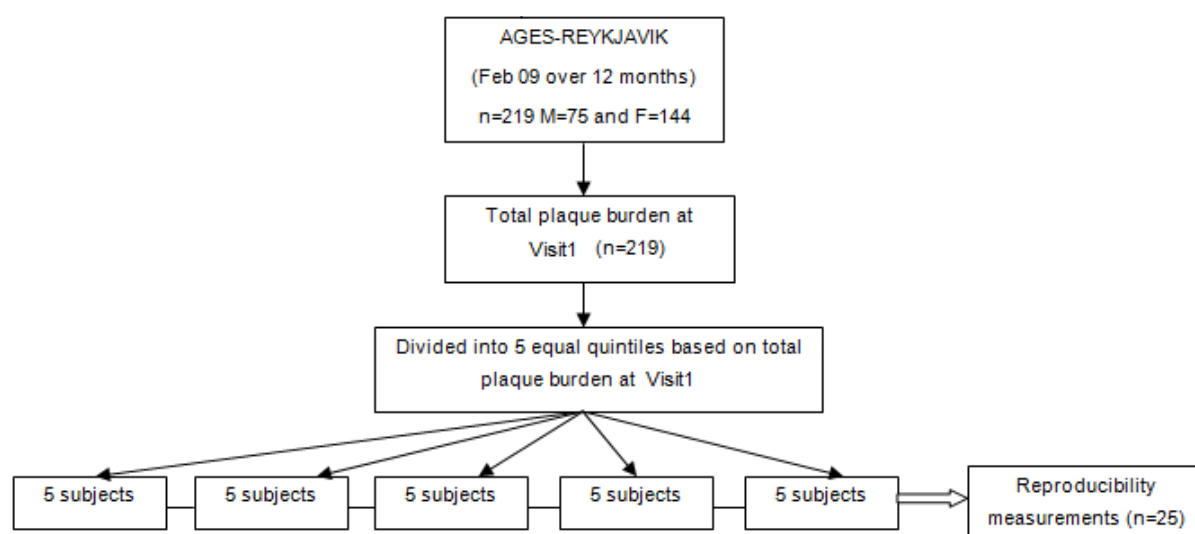 AGES-REYKJAVIK
(Feb 09 over 12 months)
n=219 M=75 and F=144
Total plaque burden at
Visit1 (n=219)
Divided into 5 equal quintiles based on total
plaque burden at Visit1
5 subjects
5 subjects
5 subjects
5 subjects
5 subjects
Reproducibility
measurements (n=25)